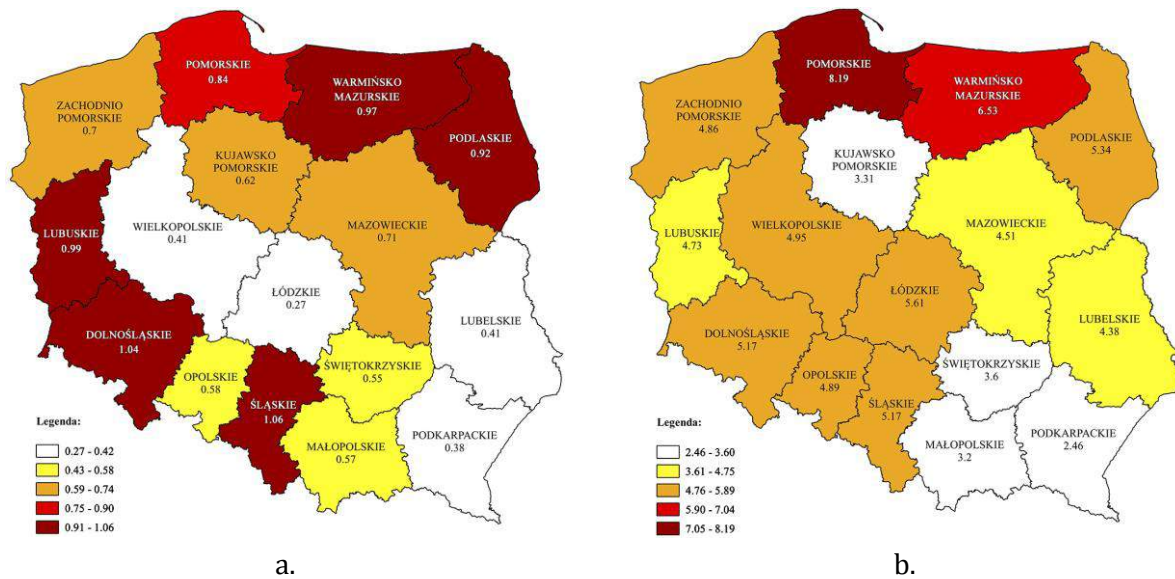 POMORSKIE
0.84
WARMIŃSKO
MAZURSKIE
0.97
ZACHODNIO
POMORSKIE
0.7
PODLASKIE
0.92
KUJAWSKO
POMORSKIE
0.62
MAZOWIECKIE
0.71
WIELKOPOLSKIE
0.41
LUBUSKIE
0.99
ŁÓDZKIE
0.27
LUBELSKIE
0.41
DOLNOŚLĄSKIE
1.04
OPOLSKIE
0.58
ŚWIĘTOKRZYSKIE
0.55
ŚLĄSKIE
1.06
MAŁOPOLSKIE
0.57
PODKARPACKIE
0.38
Legenda:
0.27 - 0.42
0.43 - 0.58
0.59 - 0.74
0.75 - 0.90
0.91 - 1.06
a.
POMORSKIE
8.19
WARMIŃSKO
MAZURSKIE
6.53
ZACHODNIO
POMORSKIE
4.86
PODLASKIE
5.34
KUJAWSKO
POMORSKIE
3.31
MAZOWIECKIE
4.51
WIELKOPOLSKIE
4.95
LUBUSKIE
4.73
ŁÓDZKIE
5.61
LUBELSKIE
4.38
DOLNOŚLĄSKIE
5.17
OPOLSKIE
4.89
ŚWIĘTOKRZYSKIE
3.6
ŚLĄSKIE
5.17
MAŁOPOLSKIE
3.2
PODKARPACKIE
2.46
Legenda:
2.46 - 3.60
3.61 - 4.75
4.76 - 5.89
5.90 - 7.04
7.05 - 8.19
b.